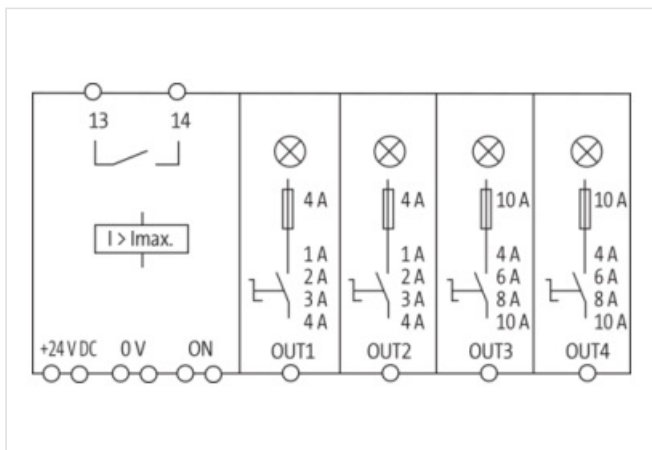 13 14
I > Imax.
+24 V DC 0 V ON
4 A
1 A
2 A
3 A
4 A
OUT1
4 A
1 A
2 A
3 A
4 A
OUT2
10 A
4 A
6 A
8 A
10 A
OUT3
10 A
4 A
6 A
8 A
10 A
OUT4